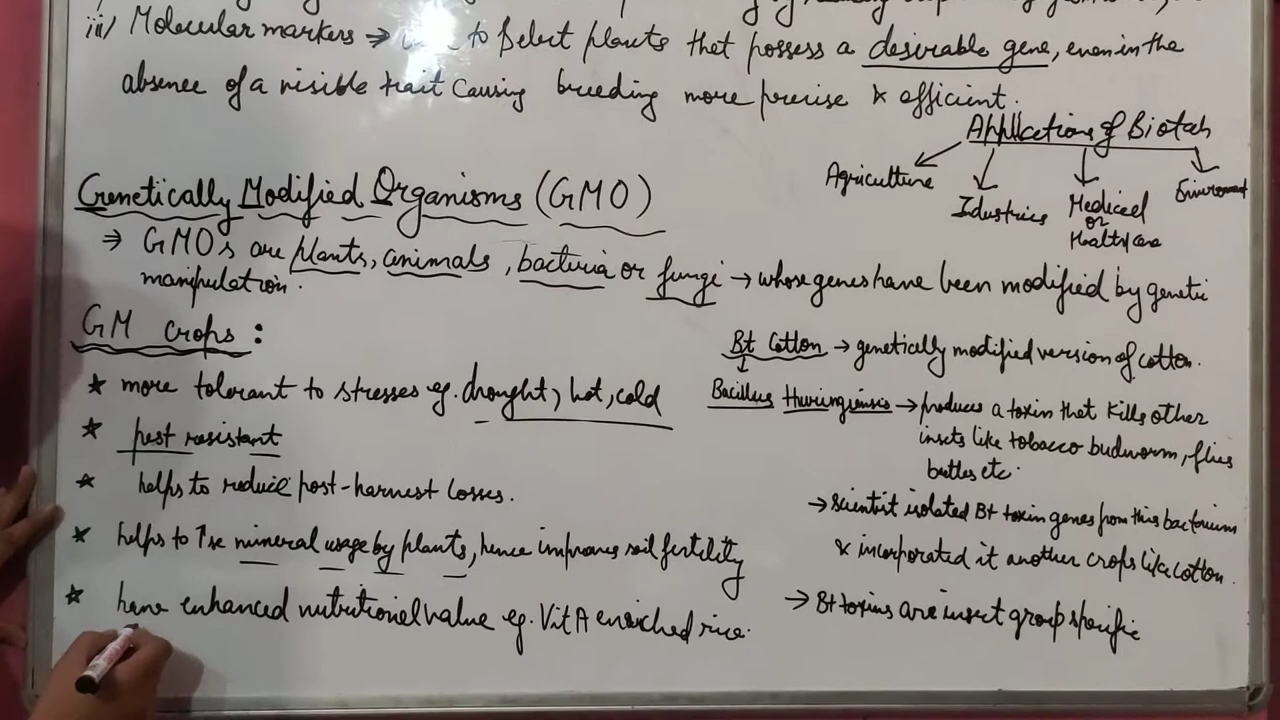 iii) Molecular markers → to select plants that possess a desirable gene, even in the
absence of a visible trait causing breeding more precise & efficient.
Applications of Biotech
Agriculture
Industries
Medical
or
Healthcare
Environment
Genetically Modified Organisms (GMO)
⇒ GMOs are plants, animals, bacteria or fungi → whose genes have been modified by genetic
manipulation.
GM crops :
★ more tolerant to stresses eg. drought, hot, cold
★ pest resistant
★ helps to reduce post-harvest losses.
★ helps to ↑se mineral usage by plants, hence improves soil fertility
★ have enhanced nutritional value eg. Vit A enriched rice.
Bt Cotton → genetically modified version of cotton.
Bacillus thuringiensis → produces a toxin that kills other
insects like tobacco budworm, flies
beetles etc.
→ Scientist isolated Bt toxin genes from this bacterium
& incorporated it another crops like cotton.
→ Bt toxins are insect group specific